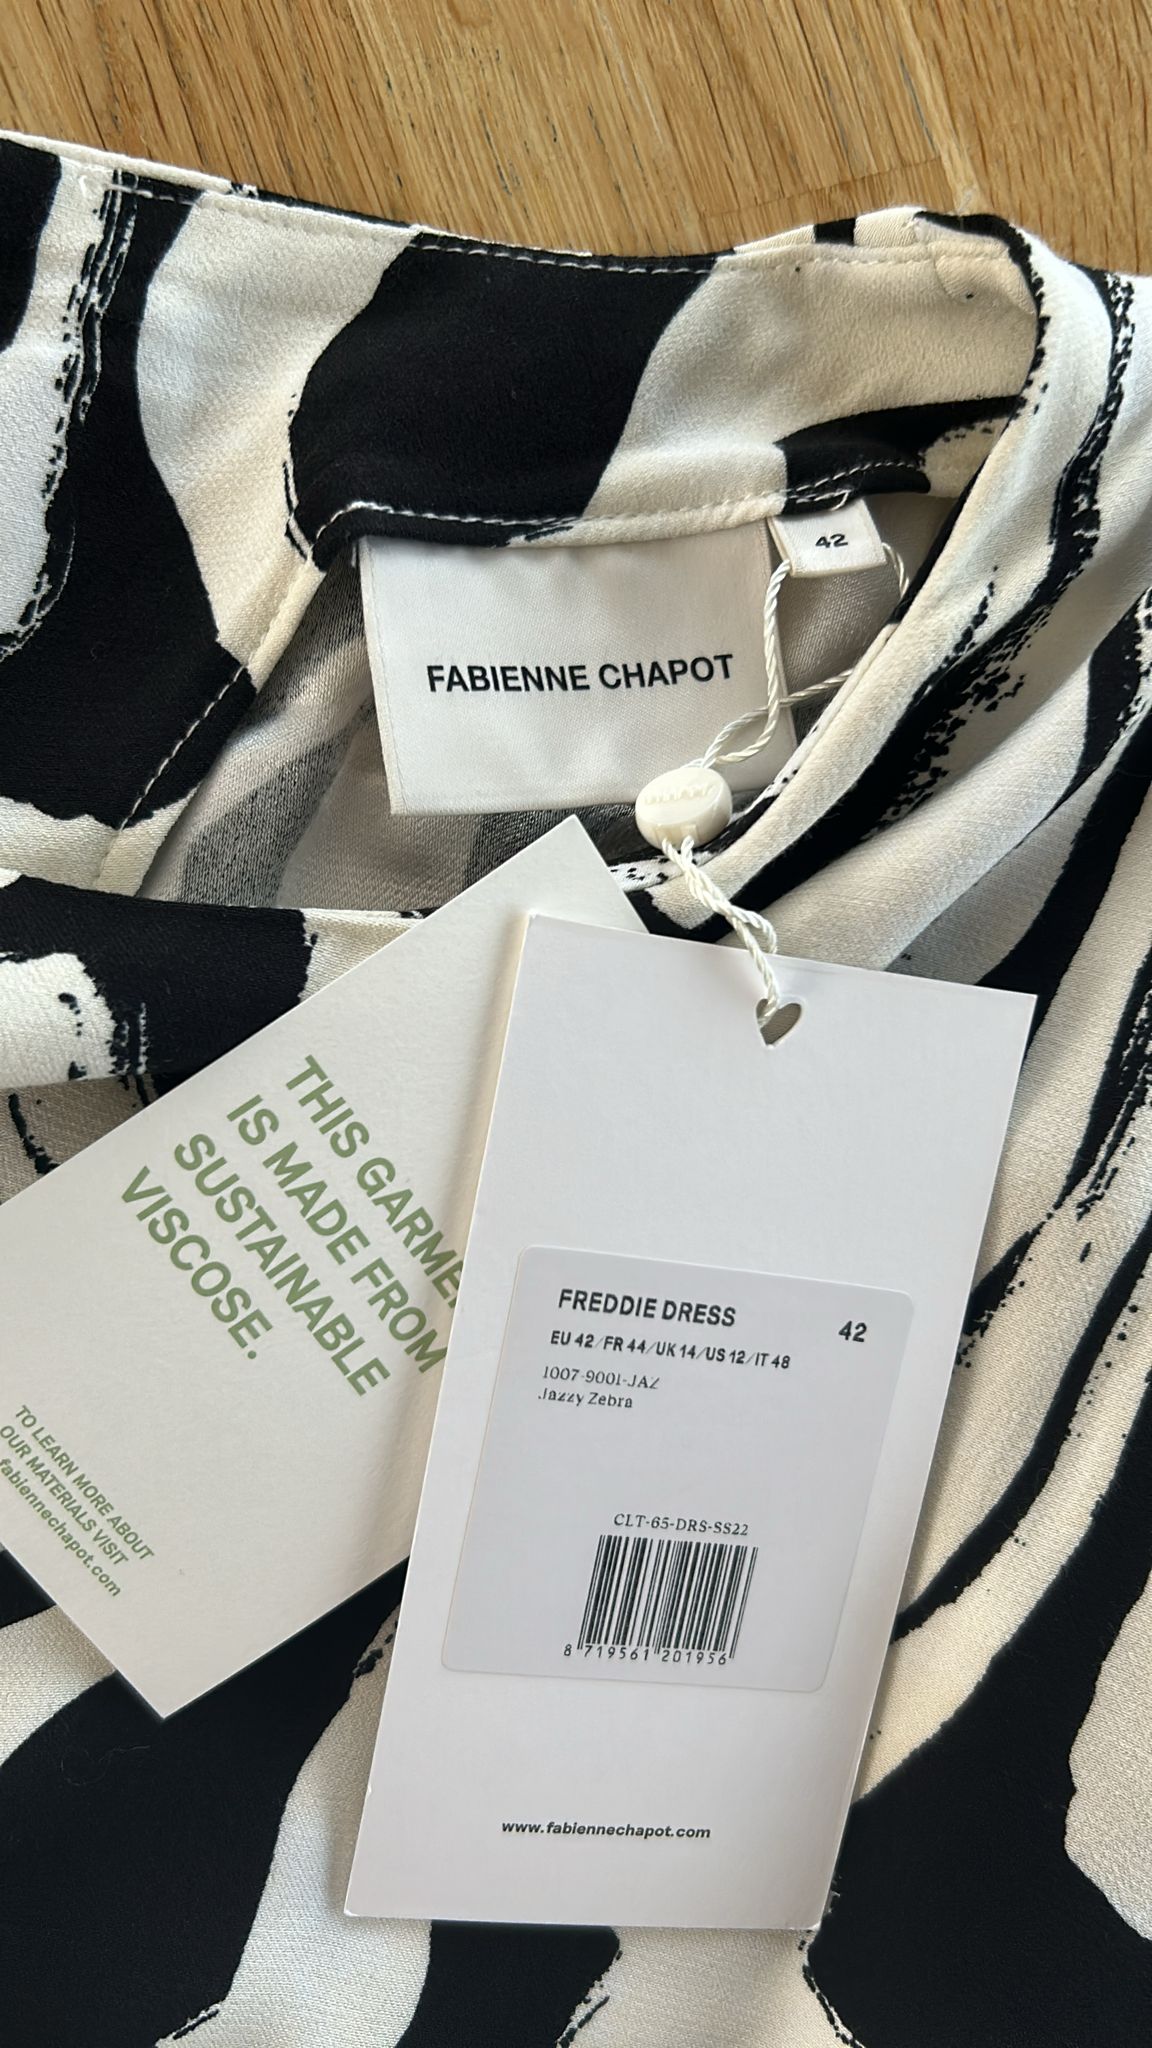 42
FABIENNE CHAPOT
THIS GARME
IS MADE FROM
SUSTAINABLE
VISCOSE.
TO LEARN MORE ABOUT
OUR MATERIALS VISIT
fabiennechapot.com
FREDDIE DRESS
42
EU 42/FR 44/UK 14/US 12/IT 48
1007-9001-JAZ
Jazzy Zebra
CLT-65-DRS-SS22
8 719561 201956
www.fabiennechapot.com